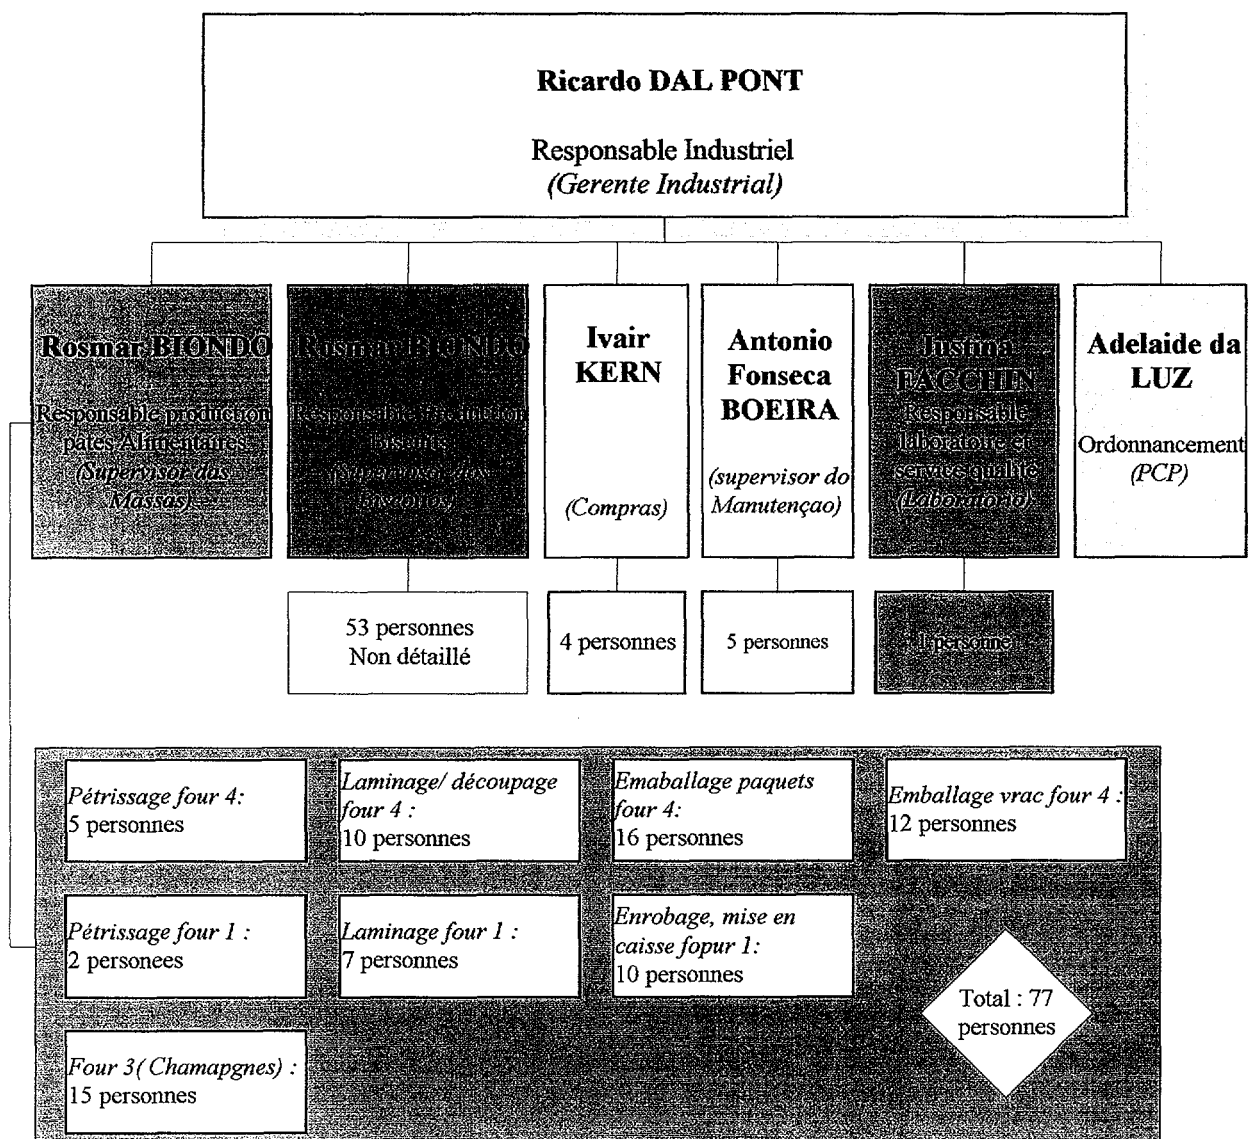 Ricardo DAL PONT
Responsable Industriel
(Gerente Industrial)
Rosmar BIONDO
Responsable production
pates Alimentaires
(Supervisor das
Massas)
Rosmar BIONDO
Responsable production
Biscuits
(Supervisor dos
Biscoitos)
Ivair
KERN
(Compras)
Antonio
Fonseca
BOEIRA
(supervisor do
Manutençao)
Justina
FACCHIN
Responsable
laboratoire et
service qualité
(Laboratorio)
Adelaide da
LUZ
Ordonnancement
(PCP)
53 personnes
Non détaillé
4 personnes
5 personnes
1 personne
Pétrissage four 4:
5 personnes
Laminage/ découpage
four 4 :
10 personnes
Emaballage paquets
four 4:
16 personnes
Emballage vrac four 4 :
12 personnes
Pétrissage four 1 :
2 personees
Laminage four 1 :
7 personnes
Enrobage, mise en
caisse fopur 1:
10 personnes
Total : 77
personnes
Four 3( Chamapgnes) :
15 personnes